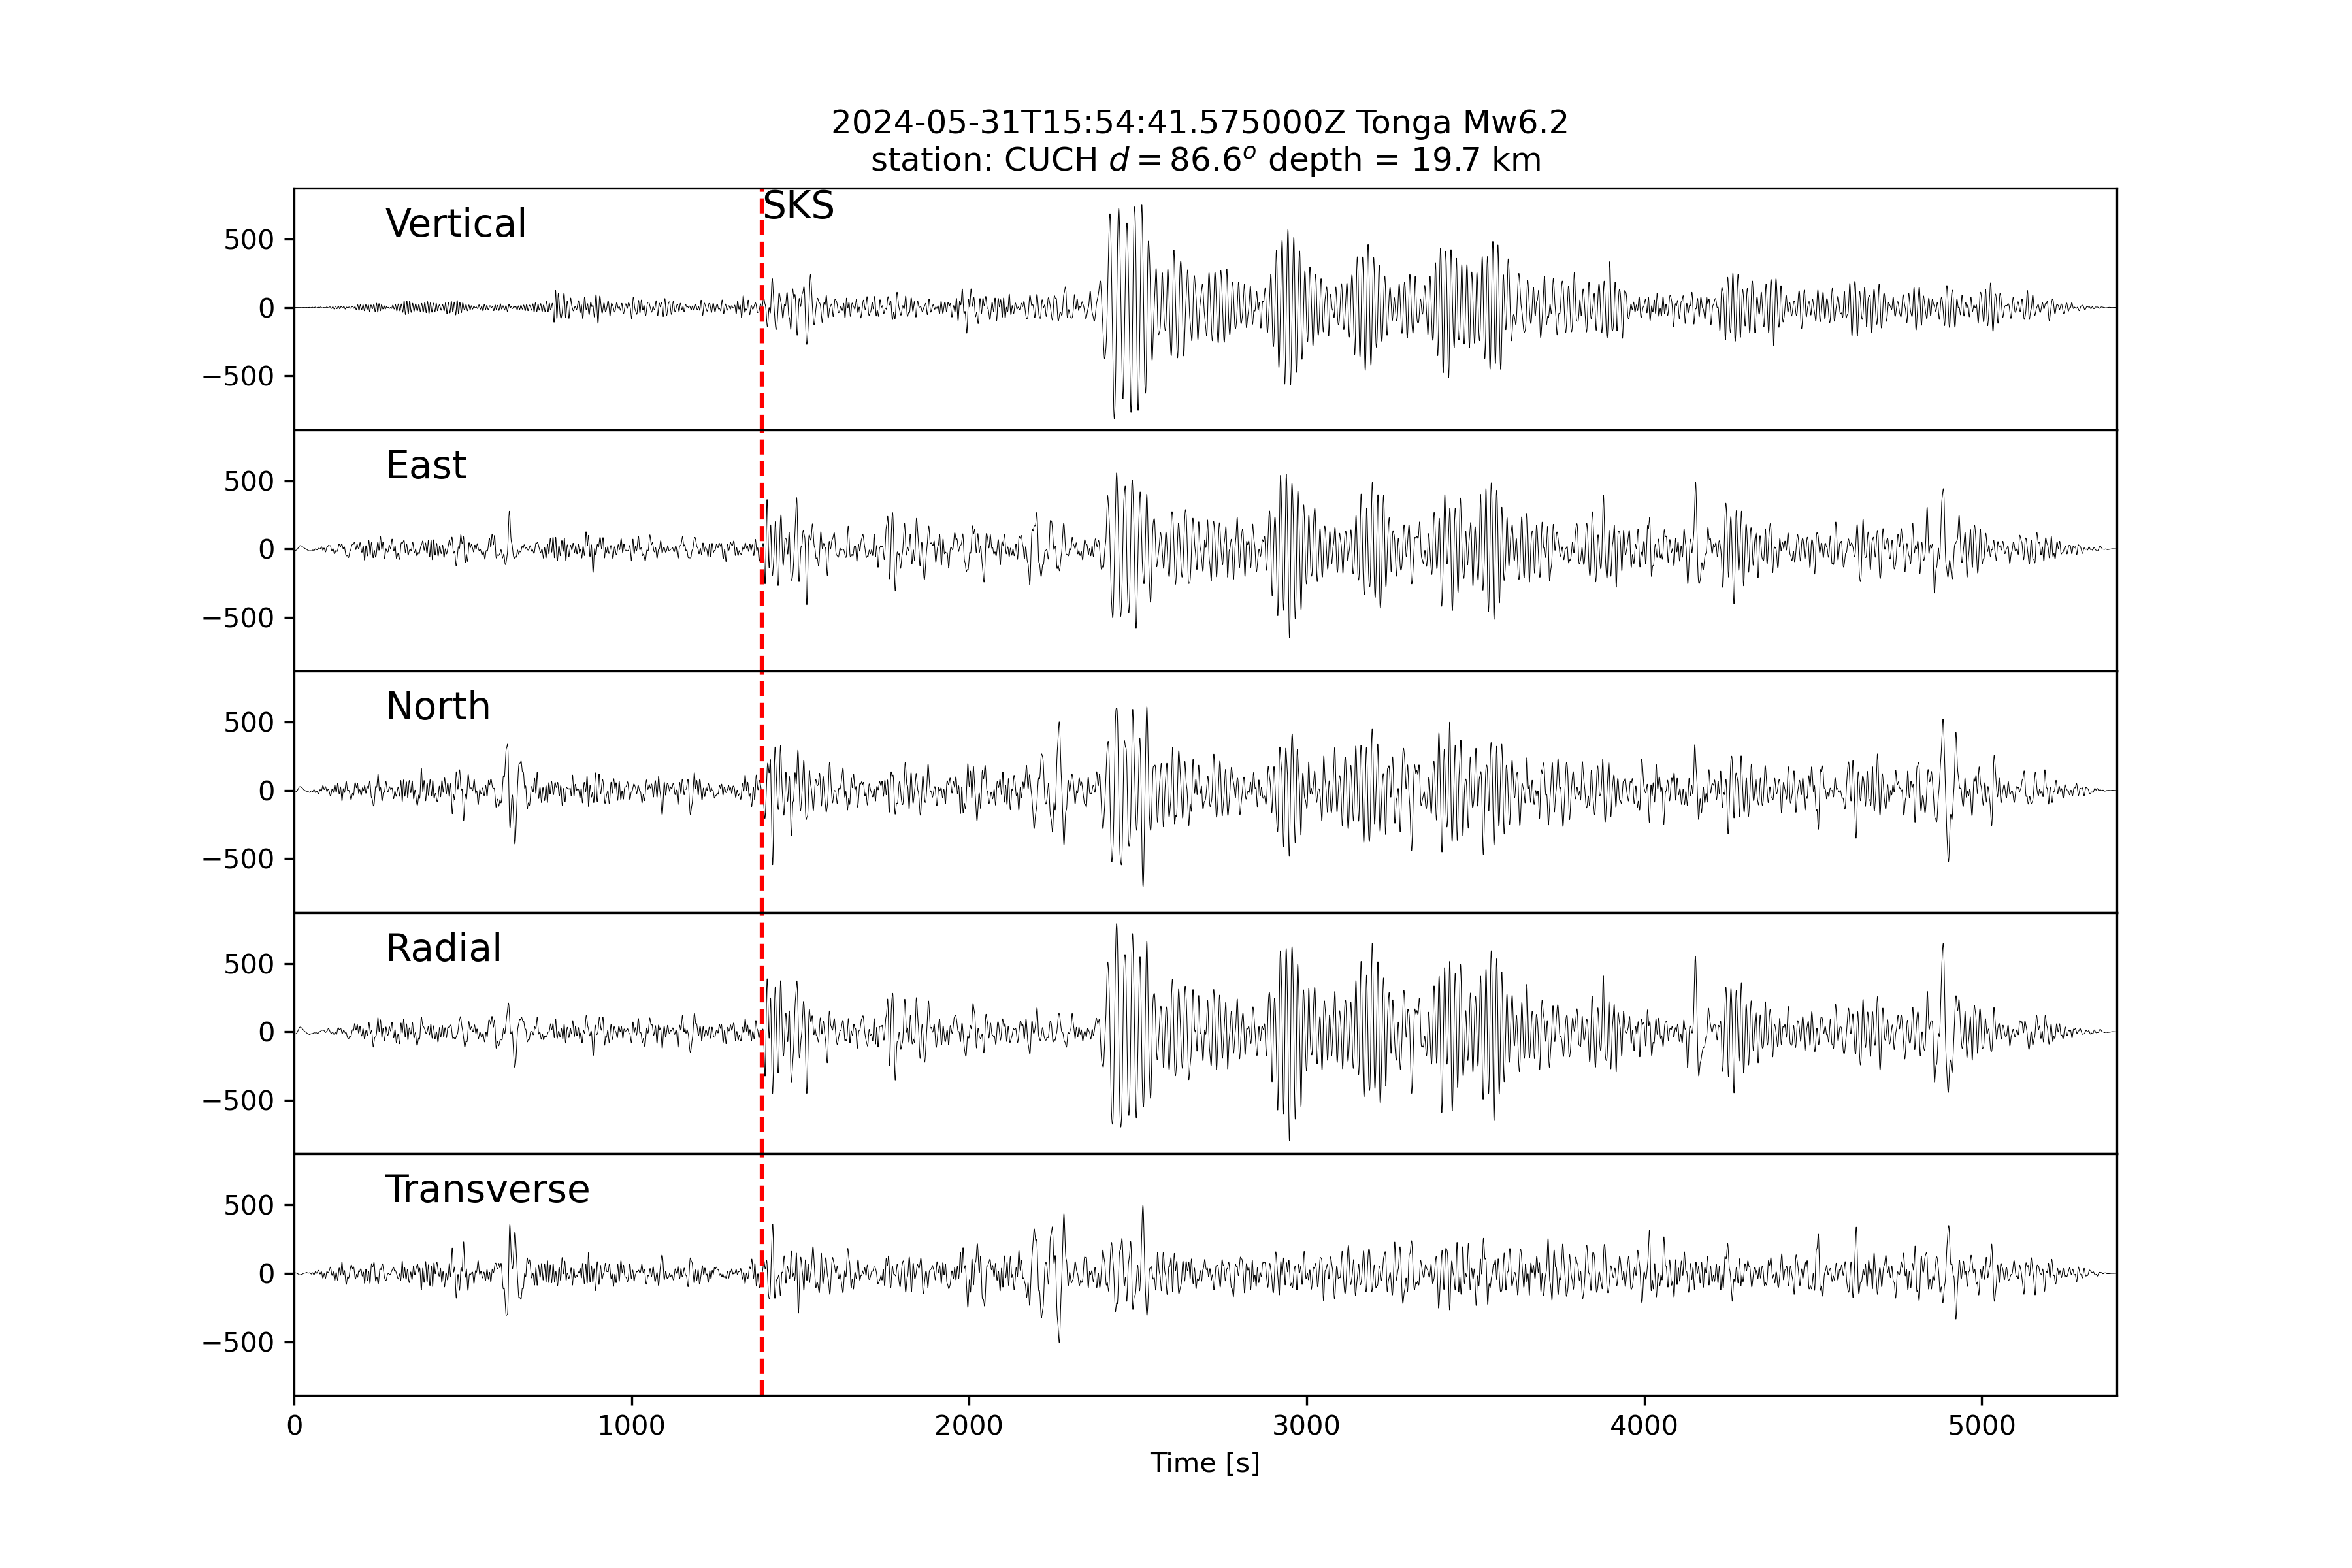 2024-05-31T15:54:41.575000Z Tonga Mw6.2
station: CUCH d = 86.6° depth = 19.7 km
SKS
Vertical
500
0
−500
East
500
0
−500
North
500
0
−500
Radial
500
0
−500
Transverse
500
0
−500
0 1000 2000 3000 4000 5000
Time [s]